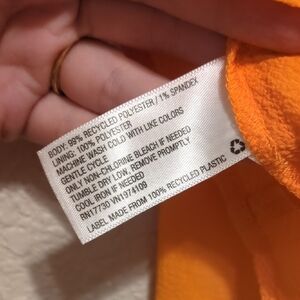 BODY: 99% RECYCLED POLYESTER / 1% SPANDEX
LINING: 100% POLYESTER
MACHINE WASH COLD WITH LIKE COLORS
GENTLE CYCLE
ONLY NON-CHLORINE BLEACH IF NEEDED
TUMBLE DRY LOW, REMOVE PROMPTLY
COOL IRON IF NEEDED
RN17730 VN1974109
LABEL MADE FROM 100% RECYCLED PLASTIC